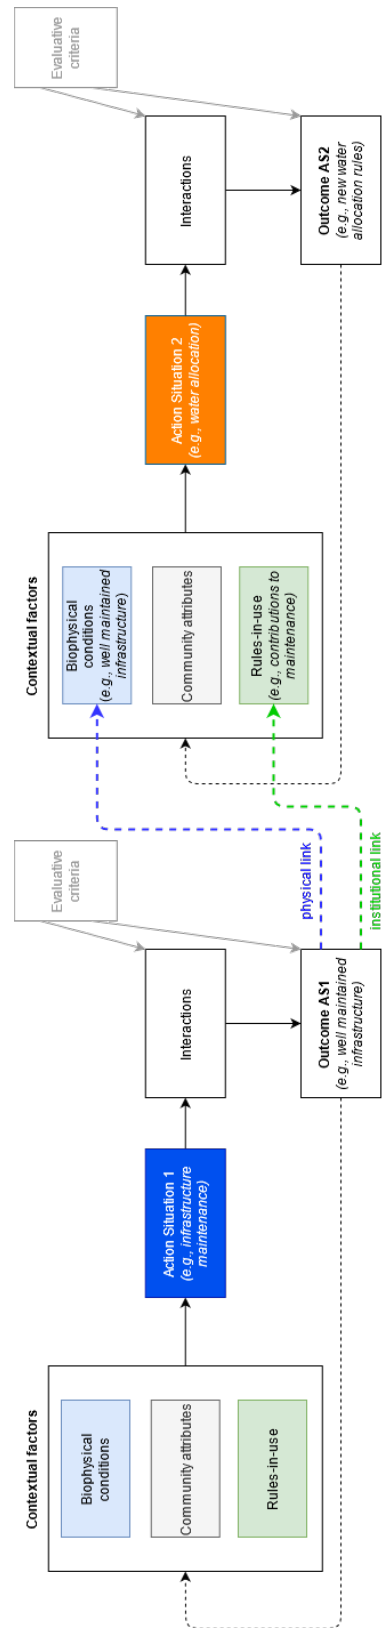 Contextual factors
Biophysical
conditions
Community attributes
Rules-in-use
Action Situation 1
(e.g., infrastructure
maintenance)
Interactions
Outcome AS1
(e.g., well maintained
infrastructure)
Evaluative
criteria
physical link
institutional link
Contextual factors
Biophysical
conditions
(e.g., well maintained
infrastructure)
Community attributes
Rules-in-use
(e.g., contributions to
maintenance)
Action Situation 2
(e.g., water allocation)
Interactions
Outcome AS2
(e.g., new water
allocation rules)
Evaluative
criteria